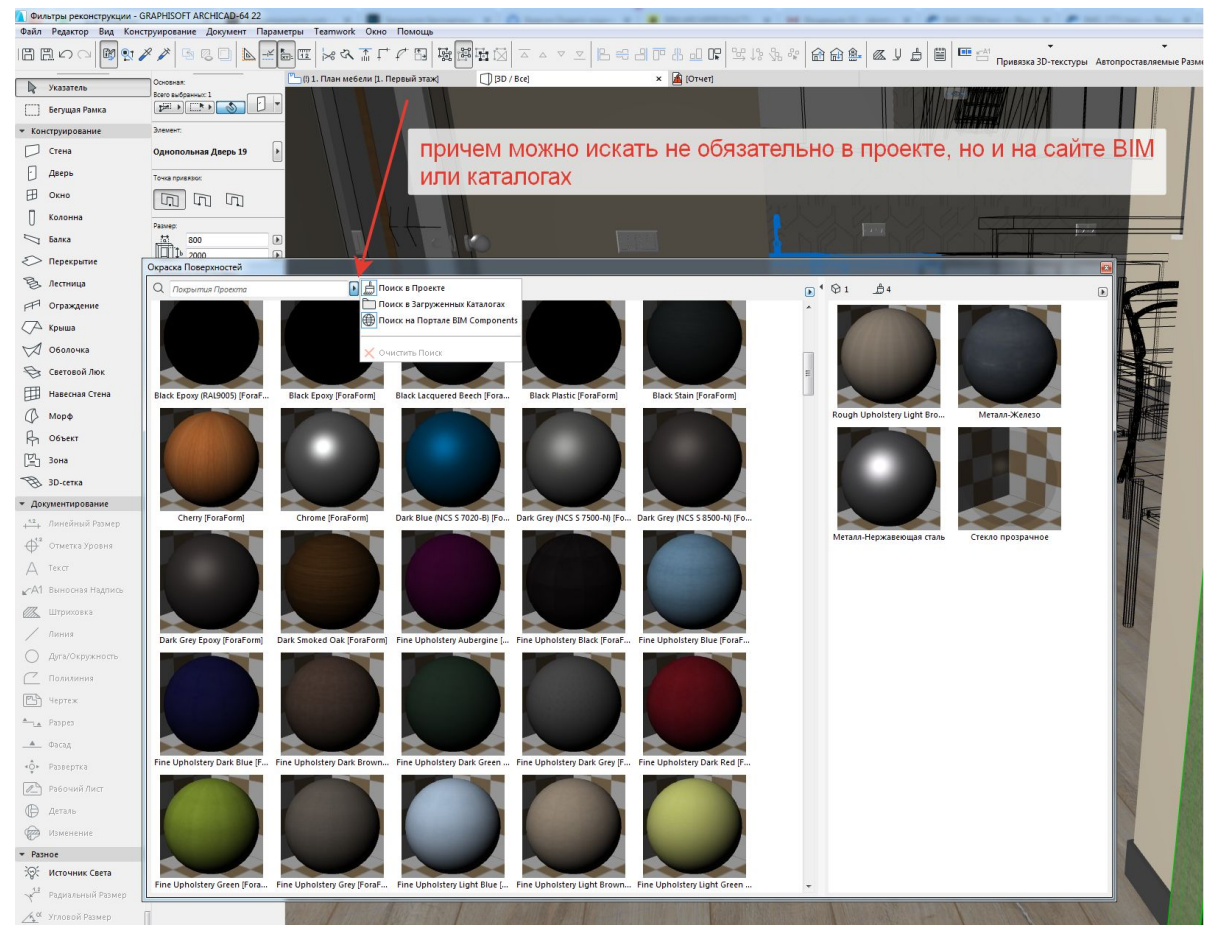 Фильтры реконструкции - GRAPHISOFT ARCHICAD-64 22
Файл Редактор Вид Конструирование Документ Параметры Teamwork Окно Помощь
Привязка 3D-текстуры Автопроставляемые Разме
Указатель
Бегущая Рамка
Конструирование
Стена
Дверь
Окно
Колонна
Балка
Перекрытие
Лестница
Ограждение
Крыша
Оболочка
Световой Люк
Навесная Стена
Морф
Объект
Зона
3D-сетка
Документирование
Линейный Размер
Отметка Уровня
Текст
Выносная Надпись
Штриховка
Линия
Дуга/Окружность
Полилиния
Чертеж
Разрез
Фасад
Развертка
Рабочий Лист
Деталь
Изменение
Разное
Источник Света
Радиальный Размер
Угловой Размер
Основная:
Всего выбранных: 1
Элемент:
Однопольная Дверь 19
Точка привязки:
Размер:
800
2000
(I) 1. План мебели [1. Первый этаж]
[3D / Все]
[Отчет]
причем можно искать не обязательно в проекте, но и на сайте BIM
или каталогах
Окраска Поверхностей
Покрытия Проекта
Поиск в Проекте
Поиск в Загруженных Каталогах
Поиск на Портале BIM Components
Очистить Поиск
1 4
Black Epoxy (RAL9005) [ForaF... Black Epoxy [ForaForm] Black Lacquered Beech [Fora... Black Plastic [ForaForm] Black Stain [ForaForm]
Cherry [ForaForm] Chrome [ForaForm] Dark Blue (NCS S 7020-B) [Fo... Dark Grey (NCS S 7500-N) [Fo... Dark Grey (NCS S 8500-N) [Fo...
Dark Grey Epoxy [ForaForm] Dark Smoked Oak [ForaForm] Fine Upholstery Aubergine [... Fine Upholstery Black [ForaF... Fine Upholstery Blue [ForaF...
Fine Upholstery Dark Blue [F... Fine Upholstery Dark Brown... Fine Upholstery Dark Green ... Fine Upholstery Dark Grey [F... Fine Upholstery Dark Red [F...
Fine Upholstery Green [Fora... Fine Upholstery Grey [ForaF... Fine Upholstery Light Blue [... Fine Upholstery Light Brown... Fine Upholstery Light Green ...
Rough Upholstery Light Bro... Металл-Железо
Металл-Нержавеющая сталь Стекло прозрачное